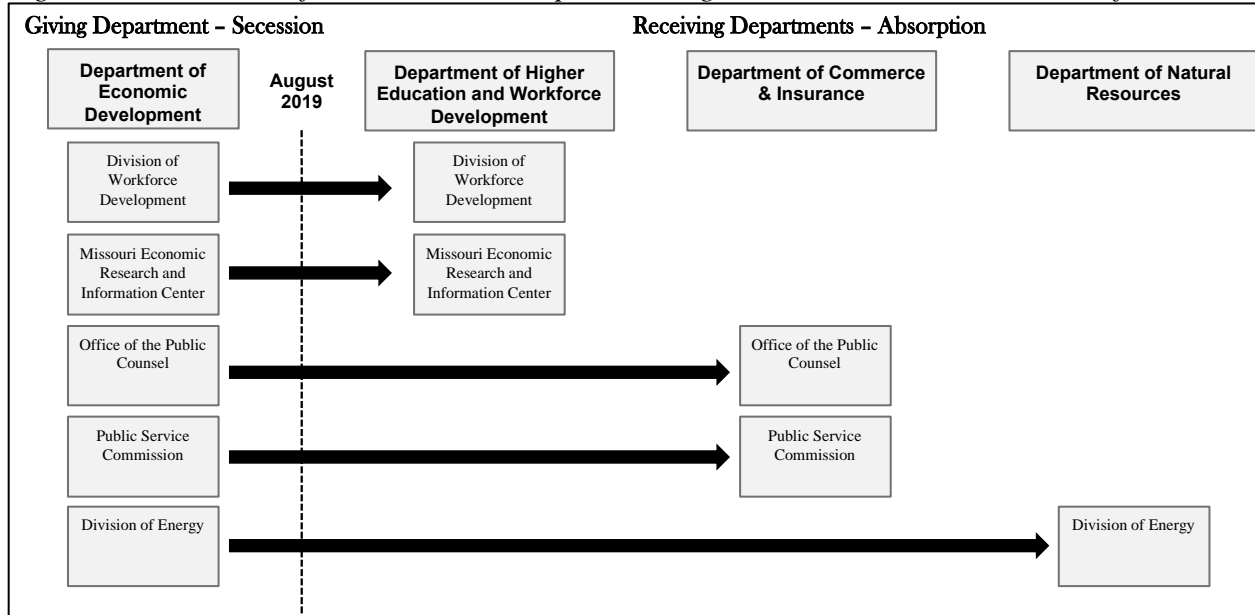 Giving Department – Secession
Receiving Departments – Absorption
Department of
Economic
Development
August
2019
Department of Higher
Education and Workforce
Development
Department of Commerce
& Insurance
Department of Natural
Resources
Division of
Workforce
Development
Division of
Workforce
Development
Missouri Economic
Research and
Information Center
Missouri Economic
Research and
Information Center
Office of the Public
Counsel
Office of the Public
Counsel
Public Service
Commission
Public Service
Commission
Division of Energy
Division of Energy